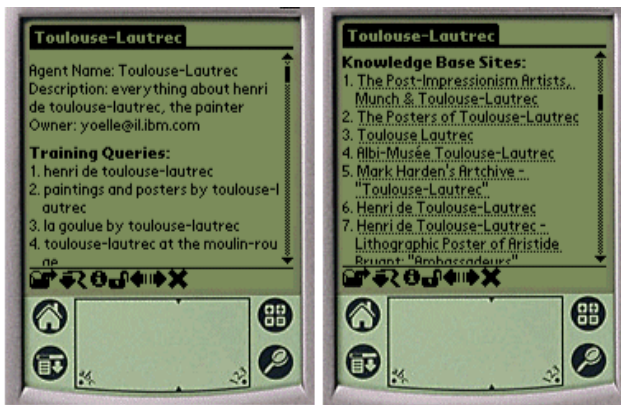 Toulouse-Lautrec
Agent Name: Toulouse-Lautrec
Description: everything about henri
de toulouse-lautrec, the painter
Owner: yoelle@il.ibm.com
Training Queries:
1. henri de toulouse-lautrec
2. paintings and posters by toulouse-l
autrec
3. la goulue by toulouse-lautrec
4. toulouse-lautrec at the moulin-rou
ge
Toulouse-Lautrec
Knowledge Base Sites:
1. The Post-Impressionism Artists,
Munch & Toulouse-Lautrec
2. The Posters of Toulouse-Lautrec
3. Toulouse Lautrec
4. Albi-Musée Toulouse-Lautrec
5. Mark Harden's Artchive -
"Toulouse-Lautrec"
6. Henri de Toulouse-Lautrec
7. Henri de Toulouse-Lautrec -
Lithographic Poster of Aristide
Bruant: "Ambassadeurs"